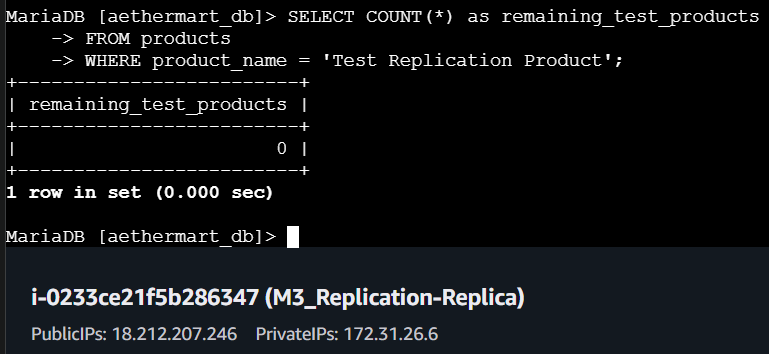 MariaDB [aethermart_db]> SELECT COUNT(*) as remaining_test_products
    -> FROM products
    -> WHERE product_name = 'Test Replication Product';
+-------------------------+
| remaining_test_products |
+-------------------------+
|                       0 |
+-------------------------+
1 row in set (0.000 sec)
MariaDB [aethermart_db]>
i-0233ce21f5b286347 (M3_Replication-Replica)
PublicIPs: 18.212.207.246 PrivateIPs: 172.31.26.6